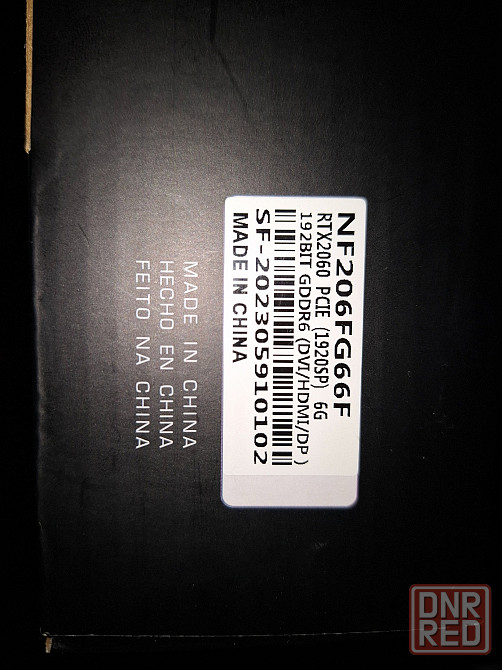 NF206FG66F
RTX2060 PCIE (1920SP) 6G
192BIT GDDR6 (DVI/HDMI/DP)
SF-202305910102
MADE IN CHINA
MADE IN CHINA
HECHO EN CHINA
FEITO NA CHINA
DNR
RED